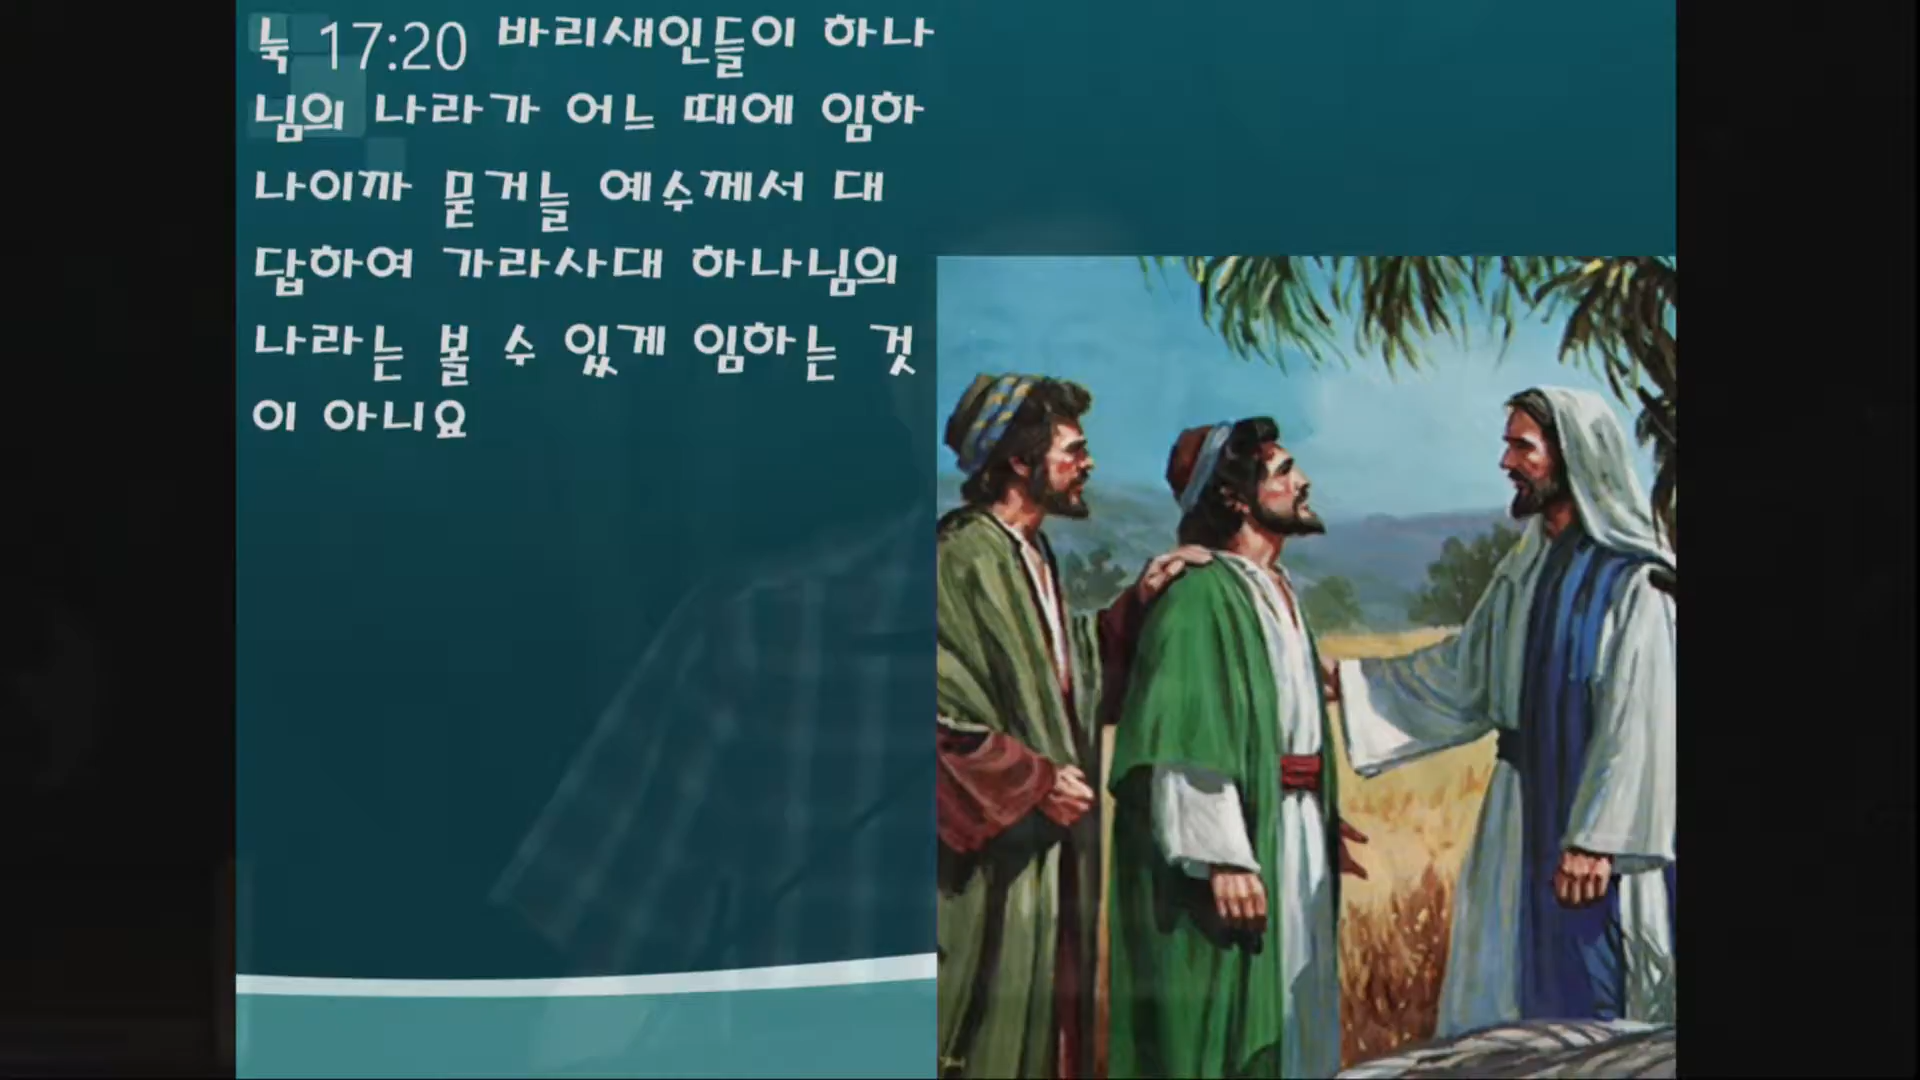 눅 17:20 바리새인들이 하나
님의 나라가 어느 때에 임하
나이까 묻거늘 예수께서 대
답하여 가라사대 하나님의
나라는 볼 수 있게 임하는 것
이 아니요